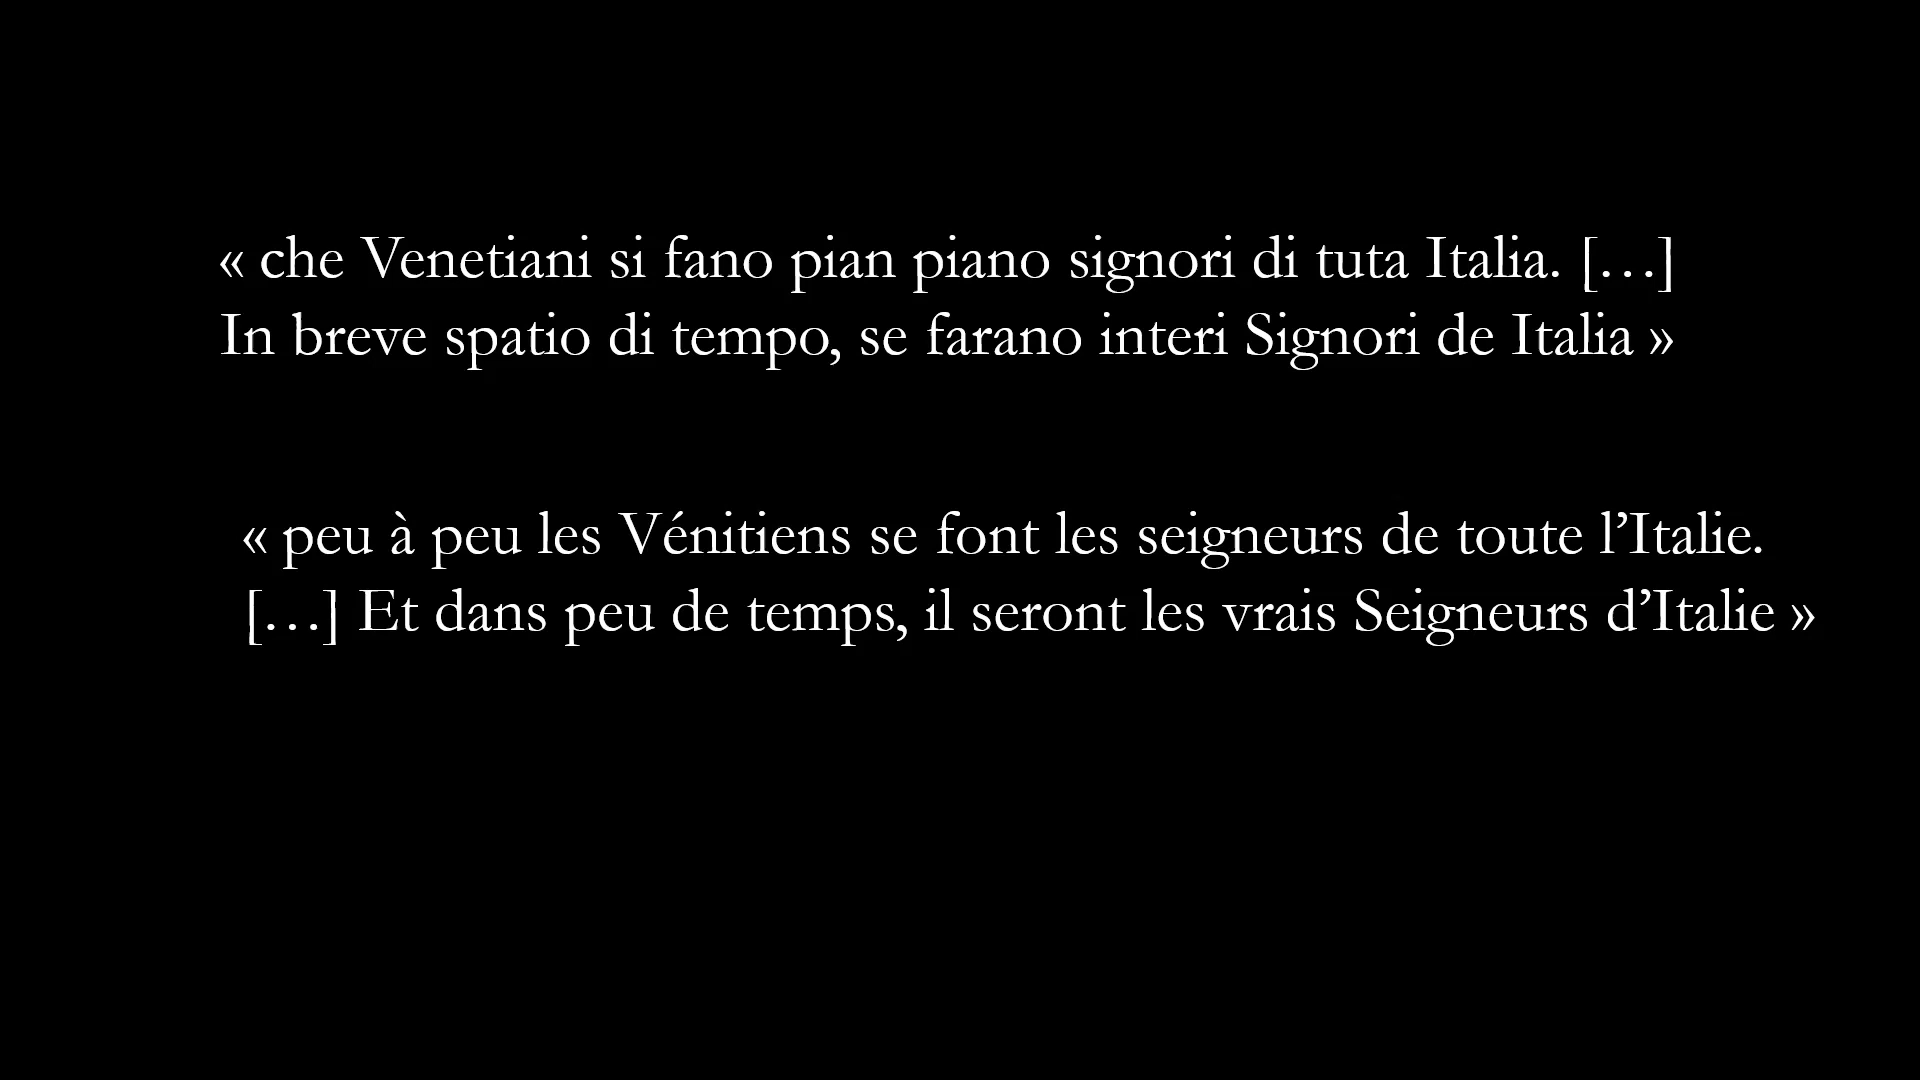 « che Venetiani si fano pian piano signori di tuta Italia. […]
In breve spatio di tempo, se farano interi Signori de Italia »
« peu à peu les Vénitiens se font les seigneurs de toute l’Italie.
[…] Et dans peu de temps, il seront les vrais Seigneurs d’Italie »